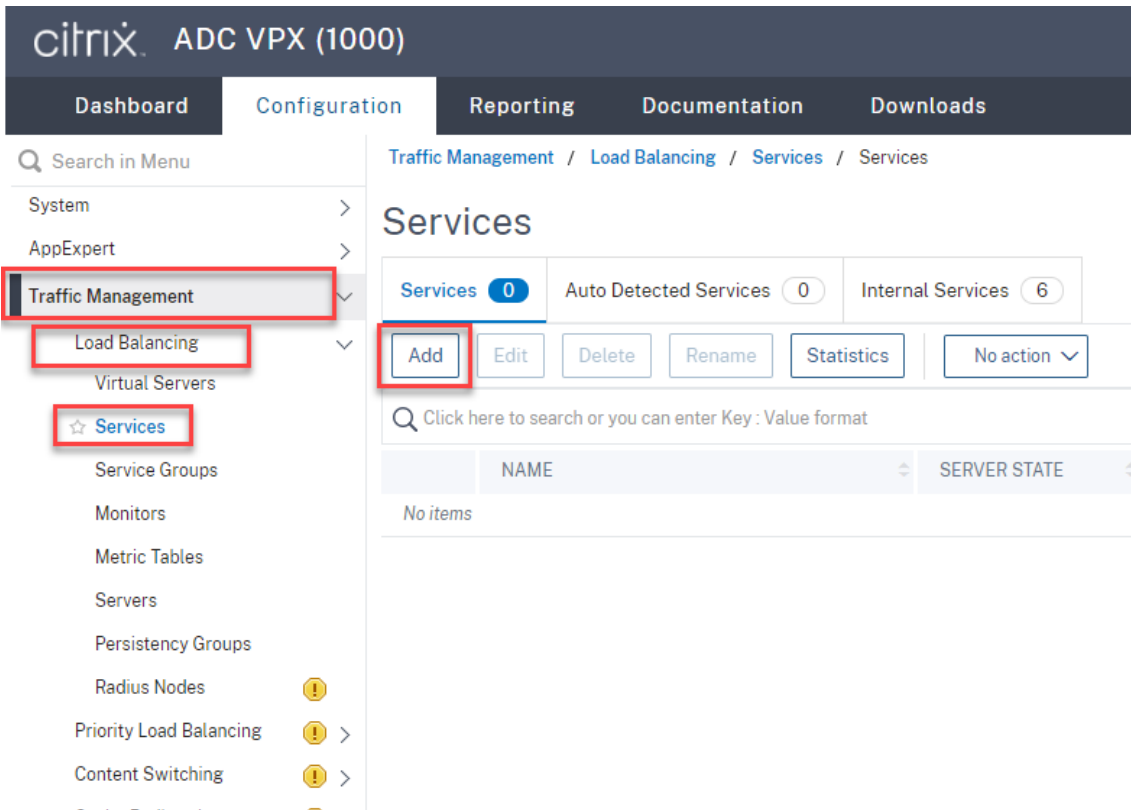 citrix. ADC VPX (1000)
Dashboard Configuration Reporting Documentation Downloads
Search in Menu
Traffic Management / Load Balancing / Services / Services
System
AppExpert
Traffic Management
Load Balancing
Virtual Servers
Services
Service Groups
Monitors
Metric Tables
Servers
Persistency Groups
Radius Nodes
Priority Load Balancing
Content Switching
Services
Services 0 Auto Detected Services 0 Internal Services 6
Add Edit Delete Rename Statistics No action
Click here to search or you can enter Key : Value format
NAME SERVER STATE
No items